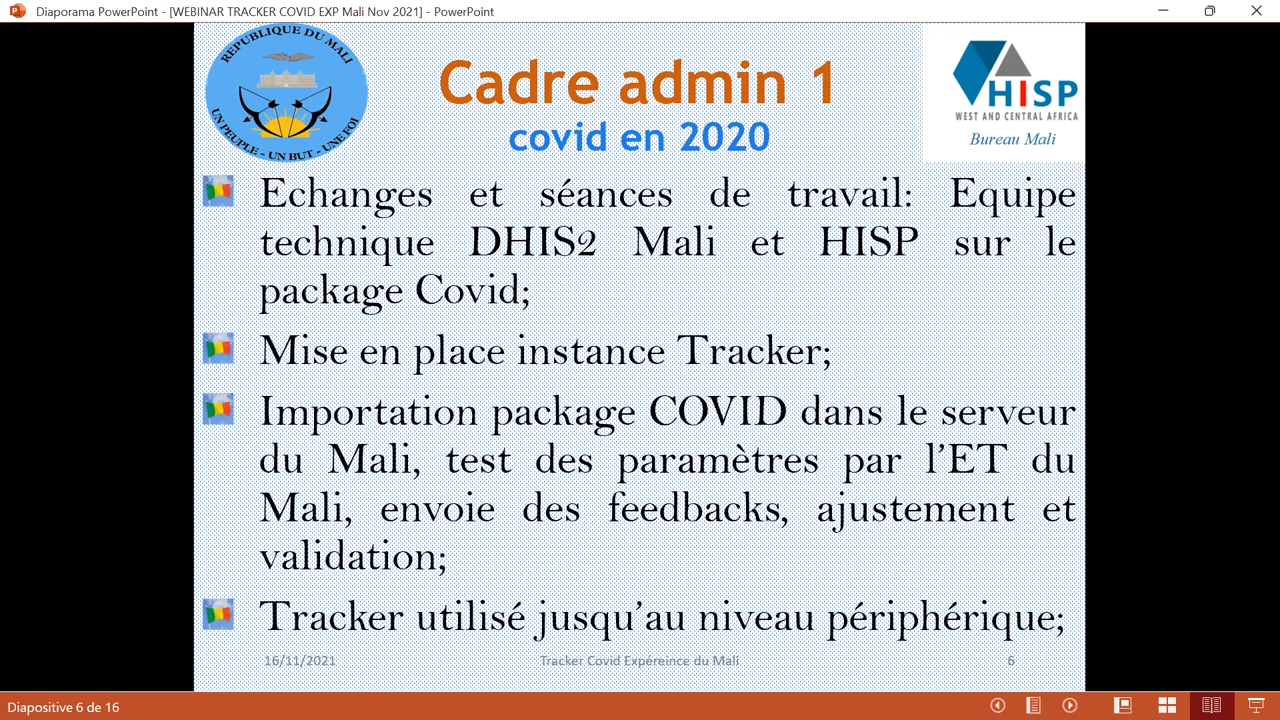 Diaporama PowerPoint - [WEBINAR TRACKER COVID EXP Mali Nov 2021] - PowerPoint
REPUBLIQUE DU MALI
UN PEUPLE - UN BUT - UNE FOI
Cadre admin 1
covid en 2020
HISP
WEST AND CENTRAL AFRICA
Bureau Mali
Echanges et séances de travail: Equipe
technique DHIS2 Mali et HISP sur le
package Covid;
Mise en place instance Tracker;
Importation package COVID dans le serveur
du Mali, test des paramètres par l’ET du
Mali, envoie des feedbacks, ajustement et
validation;
Tracker utilisé jusqu’au niveau périphérique;
16/11/2021
Tracker Covid Expéreince du Mali
6
Diapositive 6 de 16